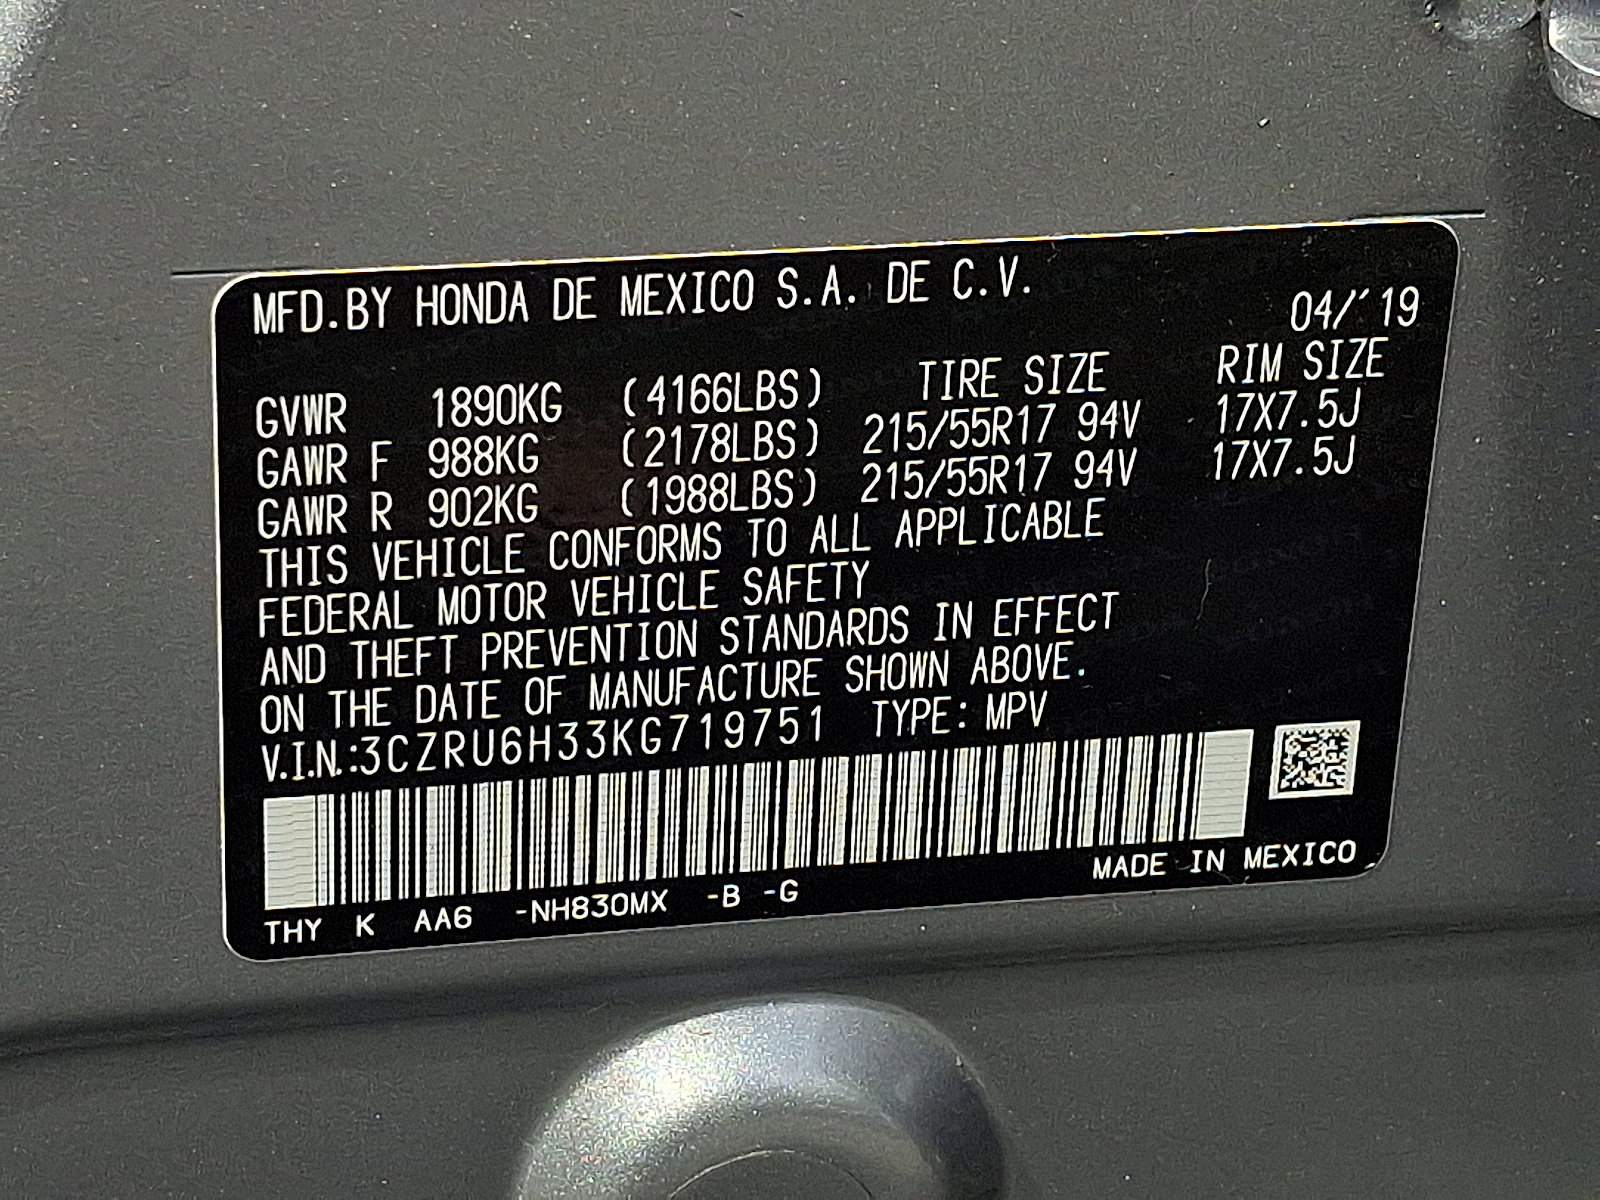 MFD.BY HONDA DE MEXICO S.A. DE C.V.
04/'19
GVWR 1890KG (4166LBS) TIRE SIZE RIM SIZE
GAWR F 988KG (2178LBS) 215/55R17 94V 17X7.5J
GAWR R 902KG (1988LBS) 215/55R17 94V 17X7.5J
THIS VEHICLE CONFORMS TO ALL APPLICABLE
FEDERAL MOTOR VEHICLE SAFETY
AND THEFT PREVENTION STANDARDS IN EFFECT
ON THE DATE OF MANUFACTURE SHOWN ABOVE.
V.I.N.:3CZRU6H33KG719751 TYPE: MPV
MADE IN MEXICO
THY K AA6 -NH830MX -B -G